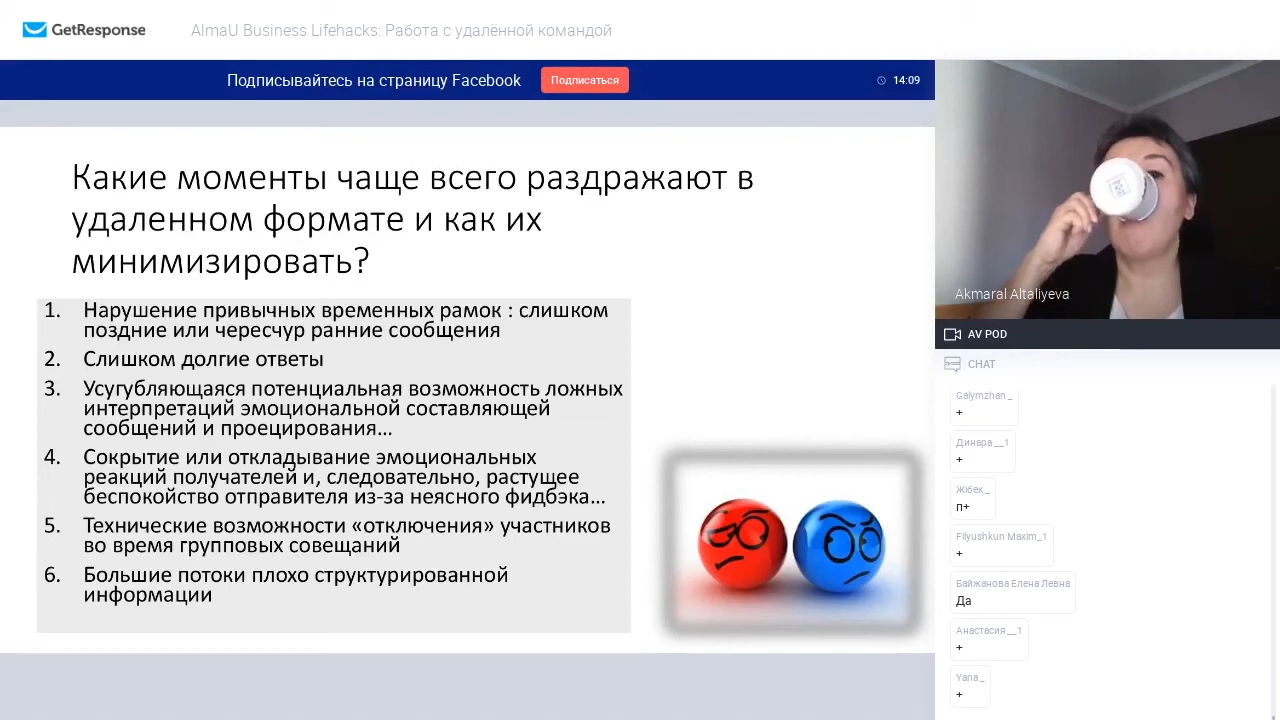 GetResponse
AlmaU Business Lifehacks: Работа с удалённой командой
Подписывайтесь на страницу Facebook
Подписаться
14:09
Какие моменты чаще всего раздражают в
удаленном формате и как их
минимизировать?
1. Нарушение привычных временных рамок : слишком
поздние или чересчур ранние сообщения
2. Слишком долгие ответы
3. Усугубляющаяся потенциальная возможность ложных
интерпретаций эмоциональной составляющей
сообщений и проецирования…
4. Сокрытие или откладывание эмоциональных
реакций получателей и, следовательно, растущее
беспокойство отправителя из-за неясного фидбэка…
5. Технические возможности «отключения» участников
во время групповых совещаний
6. Большие потоки плохо структурированной
информации
Akmaral Altaliyeva
AV POD
CHAT
Galymzhan _
+
Динара __1
+
Жібек _
п+
Filyushkun Maxim_1
+
Байжанова Елена Левна
Да
Анастасия __1
+
Yana _
+